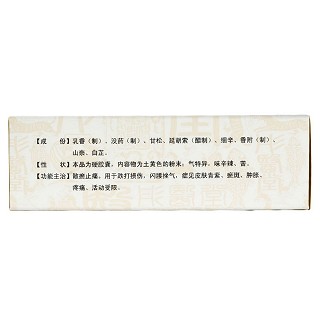 【成　份】乳香（制）、没药（制）、甘松、延胡索（醋制）、细辛、香附（制）、
山柰、白芷。
【性　状】本品为硬胶囊，内容物为土黄色的粉末；气特异，味辛辣、苦。
【功能主治】散瘀止痛。用于跌打损伤，闪腰挫气，症见皮肤青紫、瘀斑、肿胀、
疼痛、活动受限。